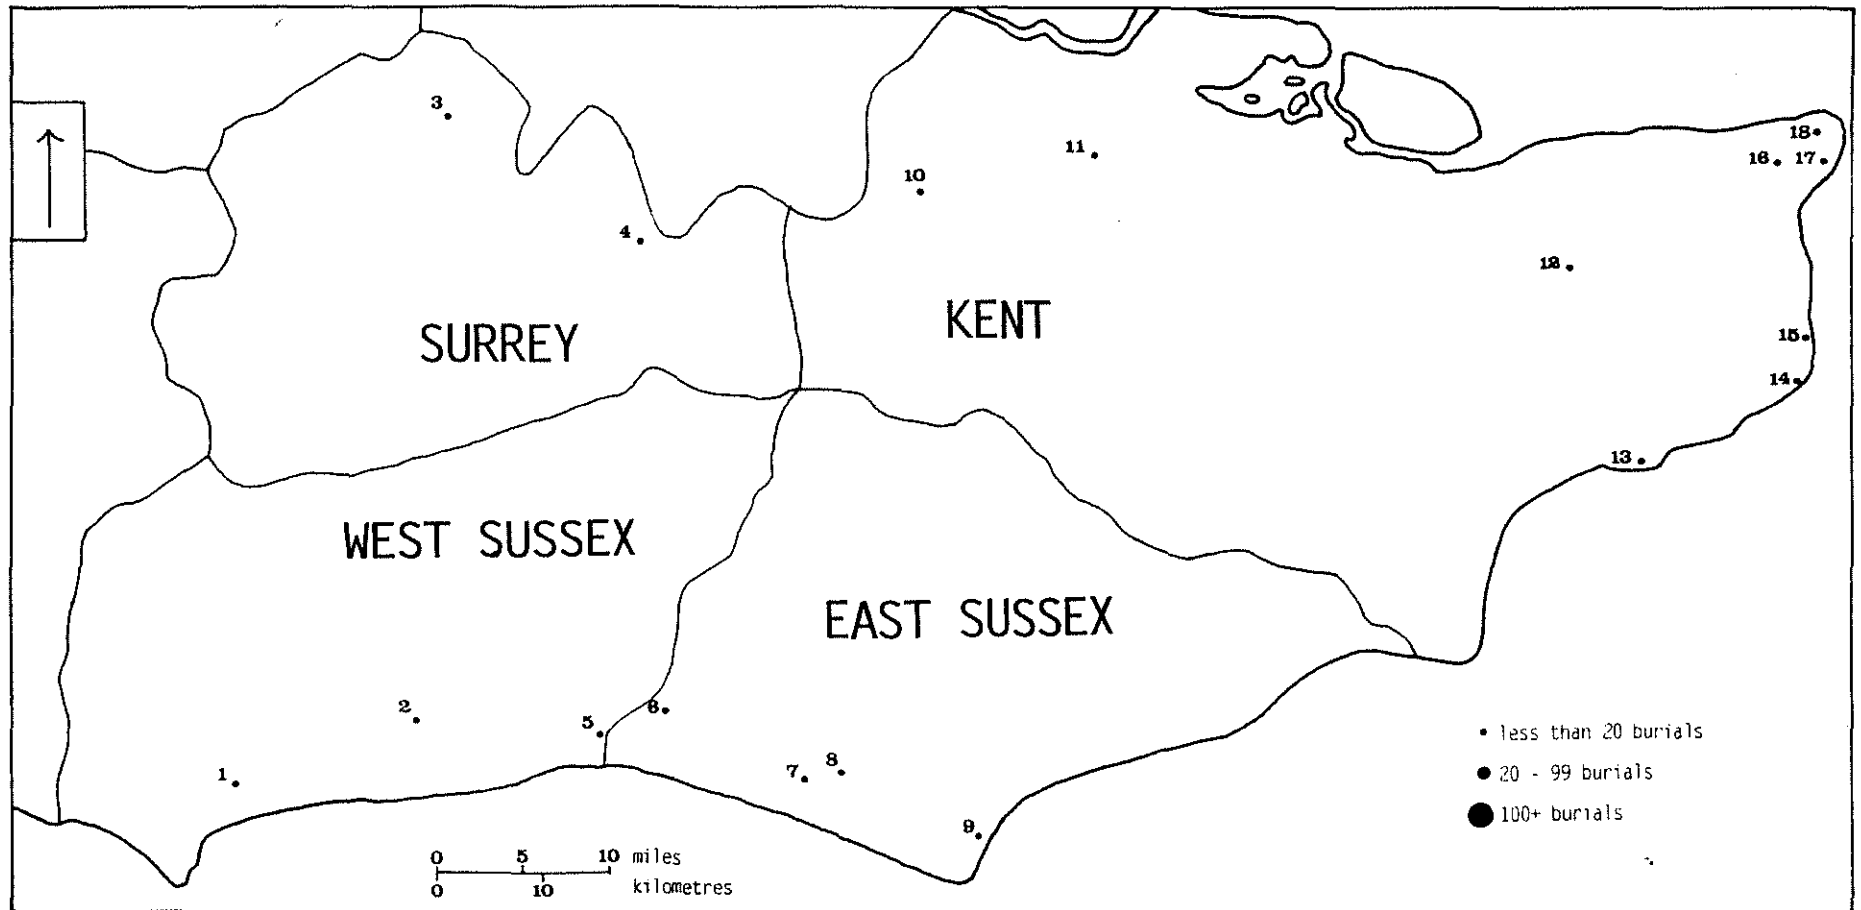 3
18
11
16 17
10
4
12
KENT
SURREY
15
14
13
WEST SUSSEX
EAST SUSSEX
2
6
5
• less than 20 burials
1
7
8
● 20 - 99 burials
● 100+ burials
9
0 5 10 miles
0 10 kilometres